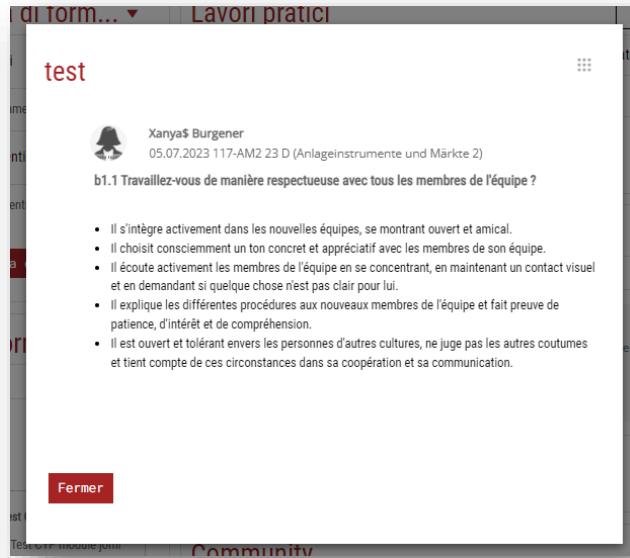 di form... Lavori pratici
test
Xanya$ Burgener
05.07.2023 117-AM2 23 D (Anlageinstrumente und Märkte 2)
b1.1 Travaillez-vous de manière respectueuse avec tous les membres de l'équipe ?
Il s'intègre activement dans les nouvelles équipes, se montrant ouvert et amical.
Il choisit consciemment un ton concret et appréciatif avec les membres de son équipe.
Il écoute activement les membres de l'équipe en se concentrant, en maintenant un contact visuel
et en demandant si quelque chose n'est pas clair pour lui.
Il explique les différentes procédures aux nouveaux membres de l'équipe et fait preuve de
patience, d'intérêt et de compréhension.
Il est ouvert et tolérant envers les personnes d'autres cultures, ne juge pas les autres coutumes
et tient compte de ces circonstances dans sa coopération et sa communication.
Fermer
Test CYP module jomi
Community